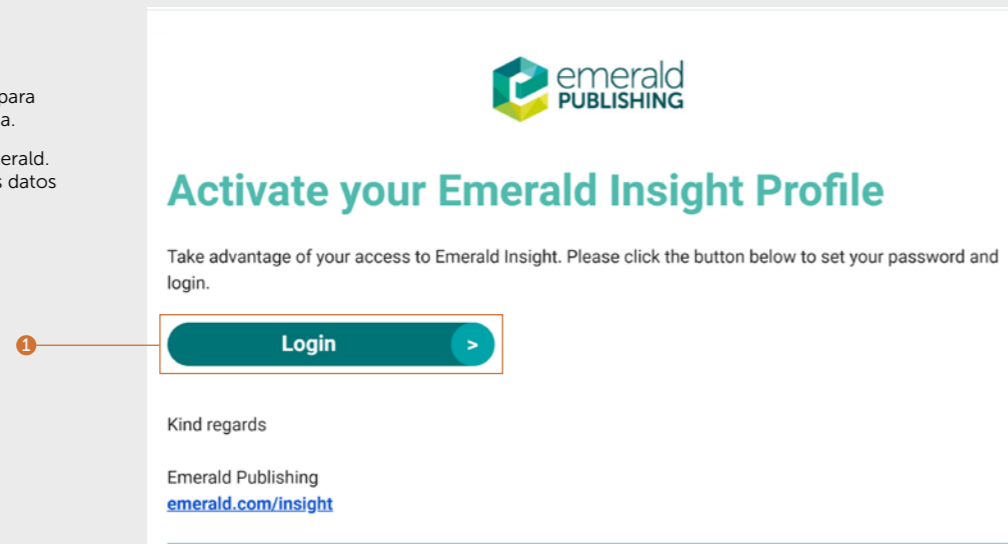 para
a.
erald.
s datos
emerald
PUBLISHING
Activate your Emerald Insight Profile
Take advantage of your access to Emerald Insight. Please click the button below to set your password and
login.
1
Login >
Kind regards
Emerald Publishing
emerald.com/insight